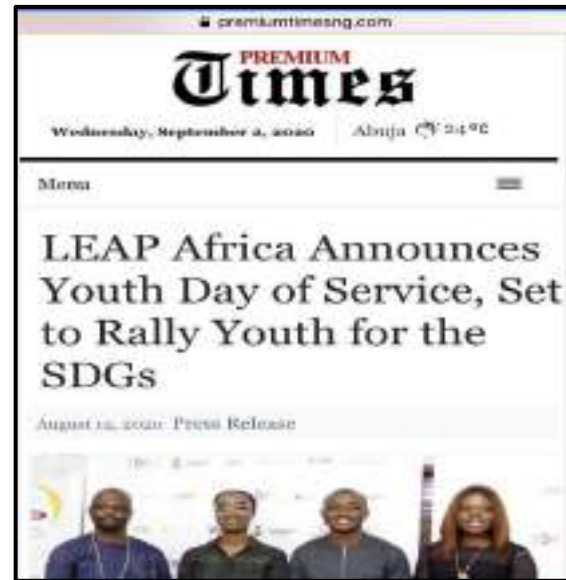 premiumtimesng.com
PREMIUM
Times
Wednesday, September 2, 2020 Abuja 24°C
Menu
LEAP Africa Announces
Youth Day of Service, Set
to Rally Youth for the
SDGs
August 12, 2020 Press Release